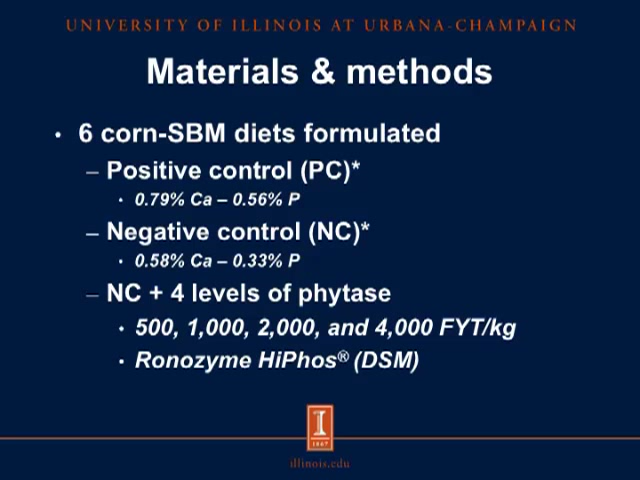 UNIVERSITY OF ILLINOIS AT URBANA-CHAMPAIGN
Materials & methods
• 6 corn-SBM diets formulated
– Positive control (PC)*
• 0.79% Ca – 0.56% P
– Negative control (NC)*
• 0.58% Ca – 0.33% P
– NC + 4 levels of phytase
• 500, 1,000, 2,000, and 4,000 FYT/kg
• Ronozyme HiPhos® (DSM)
I
1867
illinois.edu